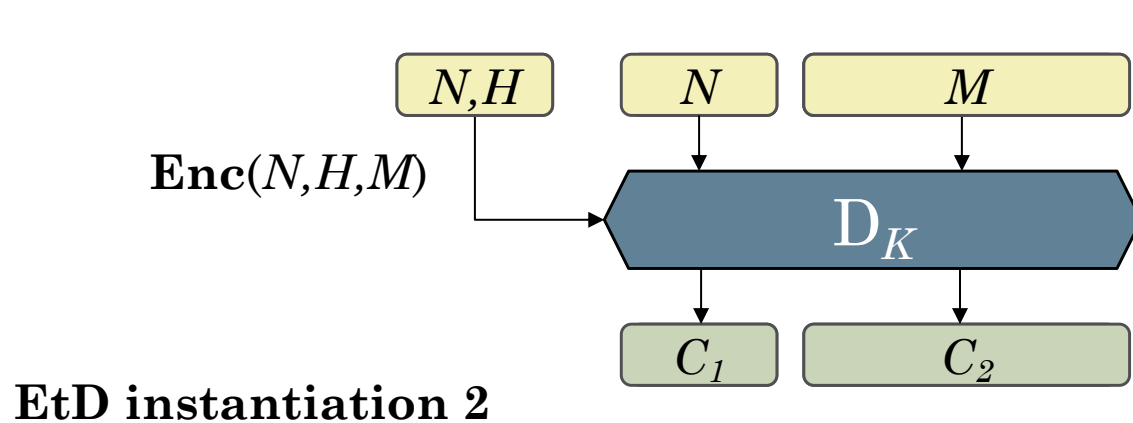 N,H N M
Enc(N,H,M)
D_K
C_1 C_2
EtD instantiation 2